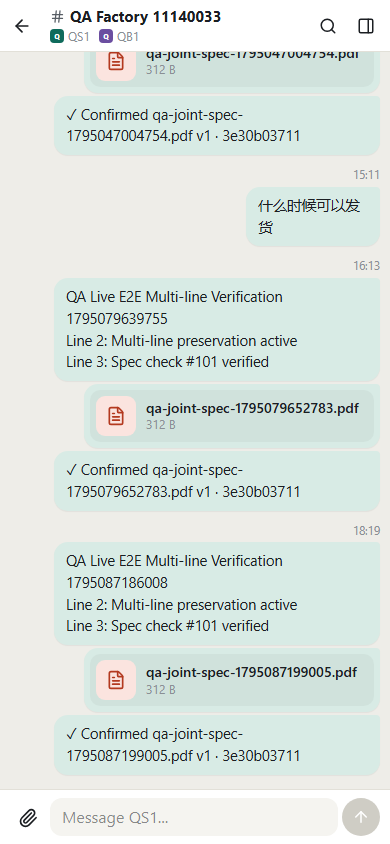 # QA Factory 11140033
Q QS1 Q QB1
qa-joint-spec-1795047004754.pdf
312 B
✓ Confirmed qa-joint-spec-
1795047004754.pdf v1 · 3e30b03711
15:11
什么时候可以发
货
16:13
QA Live E2E Multi-line Verification
1795079639755
Line 2: Multi-line preservation active
Line 3: Spec check #101 verified
qa-joint-spec-1795079652783.pdf
312 B
✓ Confirmed qa-joint-spec-
1795079652783.pdf v1 · 3e30b03711
18:19
QA Live E2E Multi-line Verification
1795087186008
Line 2: Multi-line preservation active
Line 3: Spec check #101 verified
qa-joint-spec-1795087199005.pdf
312 B
✓ Confirmed qa-joint-spec-
1795087199005.pdf v1 · 3e30b03711
Message QS1...